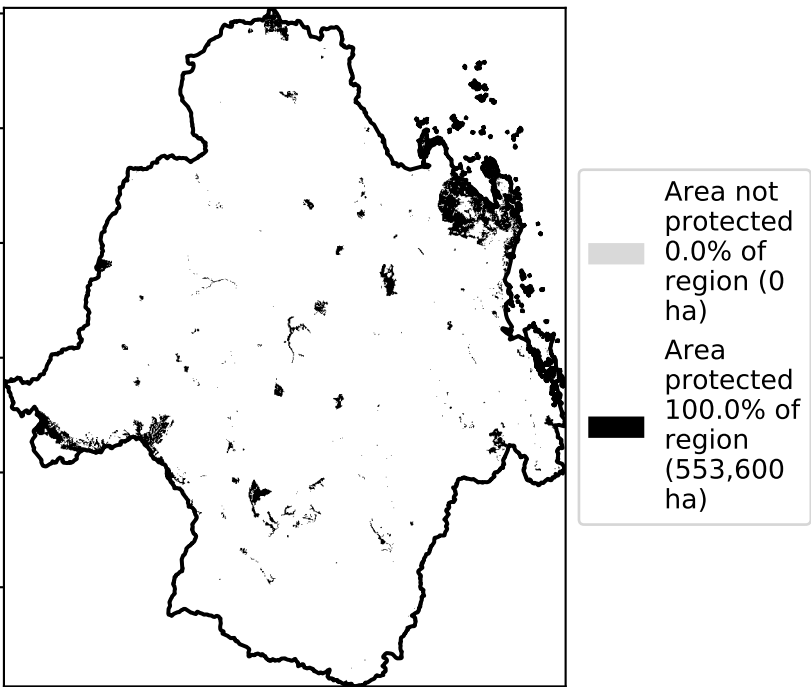 Area not
protected
0.0% of
region (0
ha)
Area
protected
100.0% of
region
(553,600
ha)